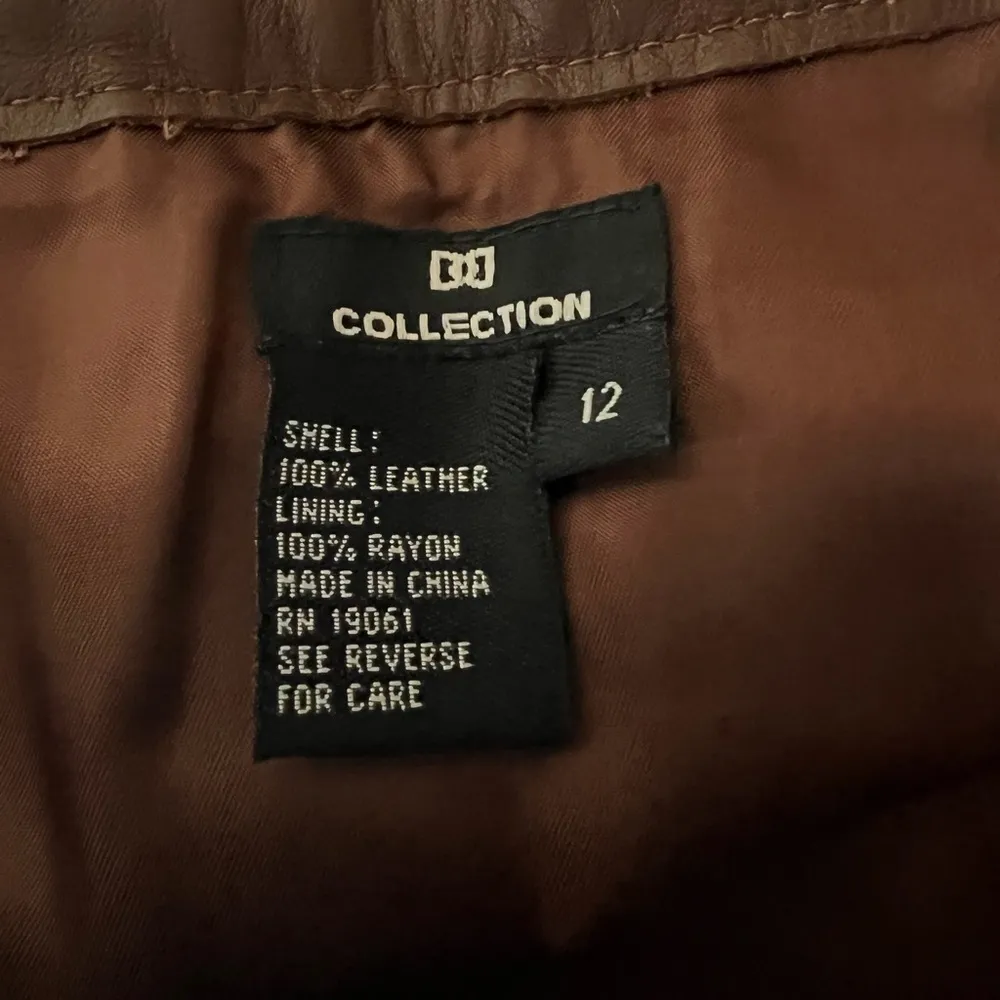 COLLECTION
12
SHELL:
100% LEATHER
LINING:
100% RAYON
MADE IN CHINA
RN 19061
SEE REVERSE
FOR CARE